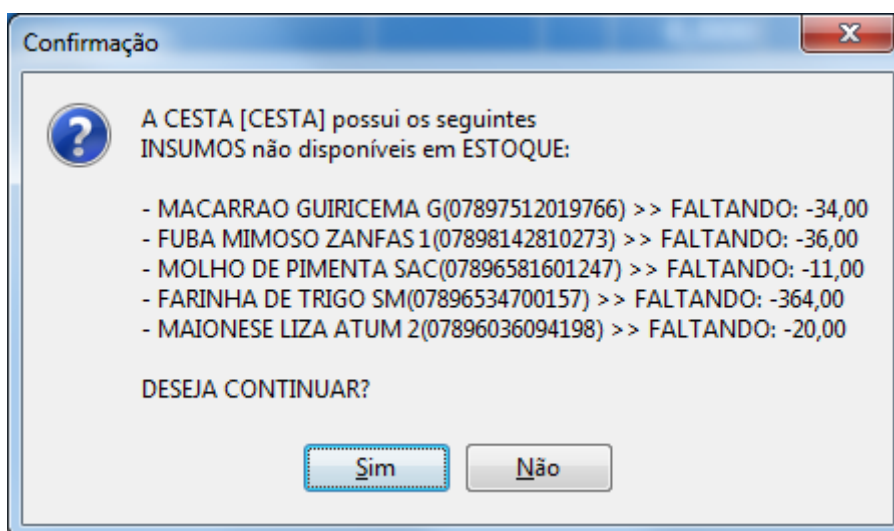 Confirmação
A CESTA [CESTA] possui os seguintes
INSUMOS não disponíveis em ESTOQUE:
- MACARRAO GUIRICEMA G(07897512019766) >> FALTANDO: -34,00
- FUBA MIMOSO ZANFAS 1(07898142810273) >> FALTANDO: -36,00
- MOLHO DE PIMENTA SAC(07896581601247) >> FALTANDO: -11,00
- FARINHA DE TRIGO SM(07896534700157) >> FALTANDO: -364,00
- MAIONESE LIZA ATUM 2(07896036094198) >> FALTANDO: -20,00
DESEJA CONTINUAR?
Sim Não